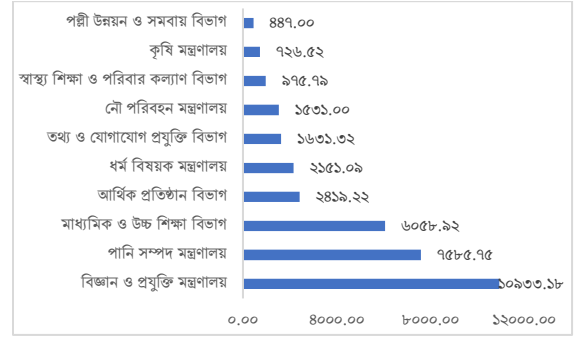 পল্লী উন্নয়ন ও সমবায় বিভাগ ৪৪৭.০০
কৃষি মন্ত্রণালয় ৭২৬.৫২
স্বাস্থ্য শিক্ষা ও পরিবার কল্যাণ বিভাগ ৯৭৫.৭৯
নৌ পরিবহন মন্ত্রণালয় ১৫৩১.০০
তথ্য ও যোগাযোগ প্রযুক্তি বিভাগ ১৬৩১.৩২
ধর্ম বিষয়ক মন্ত্রণালয় ২১৫১.০৯
আর্থিক প্রতিষ্ঠান বিভাগ ২৪১৯.২২
মাধ্যমিক ও উচ্চ শিক্ষা বিভাগ ৬০৫৮.৯২
পানি সম্পদ মন্ত্রণালয় ৭৫৮৫.৭৫
বিজ্ঞান ও প্রযুক্তি মন্ত্রণালয় ১০৯৩৩.১৮
০.০০ ৪০০০.০০ ৮০০০.০০ ১২০০০.০০